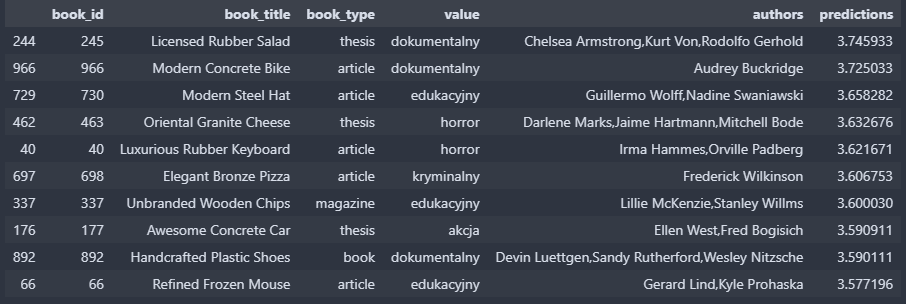 book_id book_title book_type value authors predictions
244 245 Licensed Rubber Salad thesis dokumentalny Chelsea Armstrong,Kurt Von,Rodolfo Gerhold 3.745933
966 966 Modern Concrete Bike article dokumentalny Audrey Buckridge 3.725033
729 730 Modern Steel Hat article edukacyjny Guillermo Wolff,Nadine Swaniawski 3.658282
462 463 Oriental Granite Cheese thesis horror Darlene Marks,Jaime Hartmann,Mitchell Bode 3.632676
40 40 Luxurious Rubber Keyboard article horror Irma Hammes,Orville Padberg 3.621671
697 698 Elegant Bronze Pizza article kryminalny Frederick Wilkinson 3.606753
337 337 Unbranded Wooden Chips magazine edukacyjny Lillie McKenzie,Stanley Willms 3.600030
176 177 Awesome Concrete Car thesis akcja Ellen West,Fred Bogisich 3.590911
892 892 Handcrafted Plastic Shoes book dokumentalny Devin Luettgen,Sandy Rutherford,Wesley Nitzsche 3.590111
66 66 Refined Frozen Mouse article edukacyjny Gerard Lind,Kyle Prohaska 3.577196